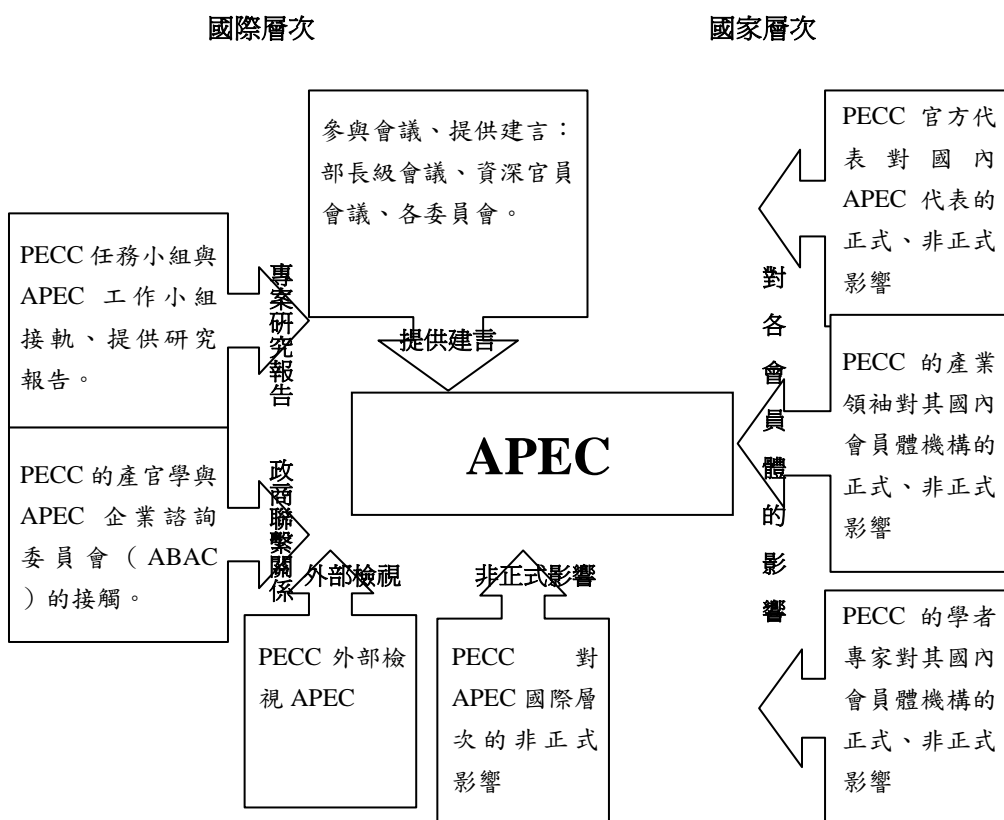 國際層次
國家層次
參與會議、提供建言：
部長級會議、資深官員
會議、各委員會。
提供建言
PECC 任務小組與
APEC 工作小組
接軌、提供研究
報告。
專案研究報告
PECC 的產官學與
APEC 企業諮詢
委員會（ABAC
）的接觸。
政商聯繫關係
APEC
外部檢視
PECC 外部檢
視 APEC
非正式影響
PECC 對
APEC 國際層
次的非正式
影響
對各會員體的影響
PECC 官方代
表對國內
APEC 代表的
正式、非正式
影響
PECC 的產業
領袖對其國內
會員體機構的
正式、非正式
影響
PECC 的學者
專家對其國內
會員體機構的
正式、非正式
影響